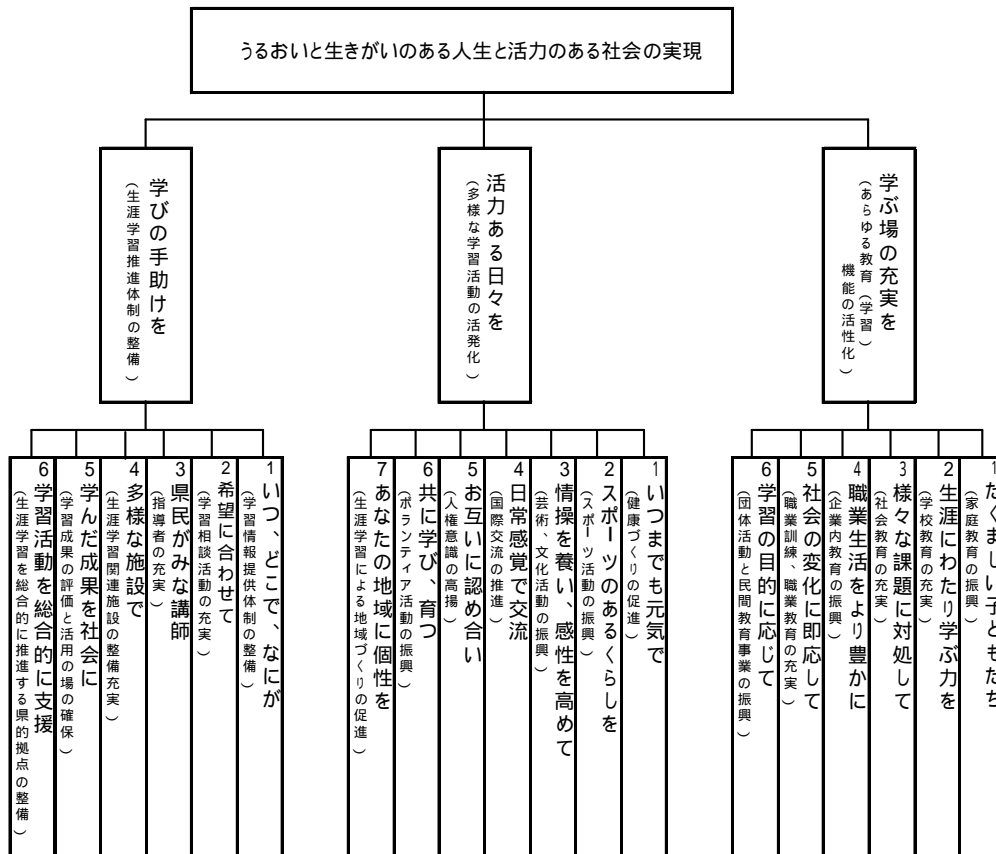 うるおいと生きがいのある人生と活力のある社会の実現
学ぶ場の充実を
（あらゆる教育（学習）
機能の活性化）
1 たくましい子どもたち
（家庭教育の振興）
2 生涯にわたり学ぶ力を
（学校教育の充実）
3 様々な課題に対処して
（社会教育の充実）
4 職業生活をより豊かに
（企業内教育の振興）
5 社会の変化に即応して
（職業訓練、職業教育の充実）
6 学習の目的に応じて
（団体活動と民間教育事業の振興）
活力ある日々を
（多様な学習活動の活発化）
1 いつまでも元気で
（健康づくりの促進）
2 スポーツのあるくらしを
（スポーツ活動の振興）
3 情操を養い、感性を高めて
（芸術、文化活動の振興）
4 日常感覚で交流
（国際交流の推進）
5 お互いに認め合い
（人権意識の高揚）
6 共に学び、育つ
（ボランティア活動の振興）
7 あなたの地域に個性を
（生涯学習による地域づくりの促進）
学びの手助けを
（生涯学習推進体制の整備）
1 いつ、どこで、なにが
（学習情報提供体制の整備）
2 希望に合わせて
（学習相談活動の充実）
3 県民がみな講師
（指導者の充実）
4 多様な施設で
（生涯学習関連施設の整備充実）
5 学んだ成果を社会に
（学習成果の評価と活用の場の確保）
6 学習活動を総合的に支援
（生涯学習を総合的に推進する県的拠点の整備）